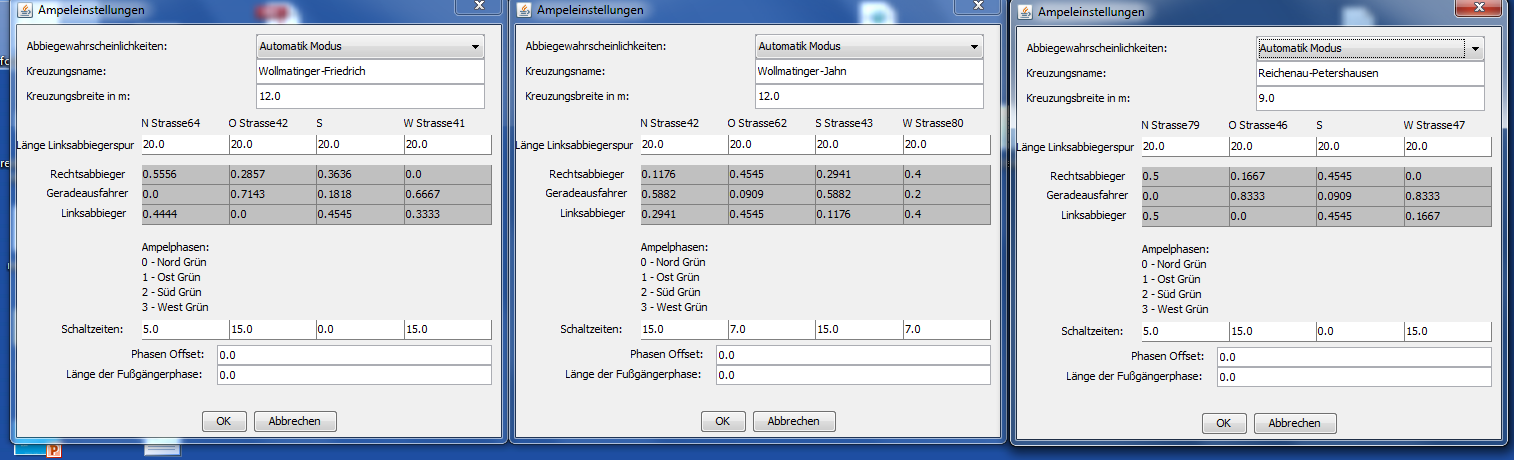 Ampeleinstellungen
Abbiegewahrscheinlichkeiten: Automatik Modus
Kreuzungsname: Wollmatinger-Friedrich
Kreuzungsbreite in m: 12.0
N Strasse64 O Strasse42 S W Strasse41
Länge Linksabbiegerspur 20.0 20.0 20.0 20.0
Rechtsabbieger 0.5556 0.2857 0.3636 0.0
Geradeausfahrer 0.0 0.7143 0.1818 0.6667
Linksabbieger 0.4444 0.0 0.4545 0.3333
Ampelphasen:
0 - Nord Grün
1 - Ost Grün
2 - Süd Grün
3 - West Grün
Schaltzeiten: 5.0 15.0 0.0 15.0
Phasen Offset: 0.0
Länge der Fußgängerphase: 0.0
OK Abbrechen
Ampeleinstellungen
Abbiegewahrscheinlichkeiten: Automatik Modus
Kreuzungsname: Wollmatinger-Jahn
Kreuzungsbreite in m: 12.0
N Strasse42 O Strasse62 S Strasse43 W Strasse80
Länge Linksabbiegerspur 20.0 20.0 20.0 20.0
Rechtsabbieger 0.1176 0.4545 0.2941 0.4
Geradeausfahrer 0.5882 0.0909 0.5882 0.2
Linksabbieger 0.2941 0.4545 0.1176 0.4
Ampelphasen:
0 - Nord Grün
1 - Ost Grün
2 - Süd Grün
3 - West Grün
Schaltzeiten: 15.0 7.0 15.0 7.0
Phasen Offset: 0.0
Länge der Fußgängerphase: 0.0
OK Abbrechen
Ampeleinstellungen
Abbiegewahrscheinlichkeiten: Automatik Modus
Kreuzungsname: Reichenau-Petershausen
Kreuzungsbreite in m: 9.0
N Strasse79 O Strasse46 S W Strasse47
Länge Linksabbiegerspur 20.0 20.0 20.0 20.0
Rechtsabbieger 0.5 0.1667 0.4545 0.0
Geradeausfahrer 0.0 0.8333 0.0909 0.8333
Linksabbieger 0.5 0.0 0.4545 0.1667
Ampelphasen:
0 - Nord Grün
1 - Ost Grün
2 - Süd Grün
3 - West Grün
Schaltzeiten: 5.0 15.0 0.0 15.0
Phasen Offset: 0.0
Länge der Fußgängerphase: 0.0
OK Abbrechen